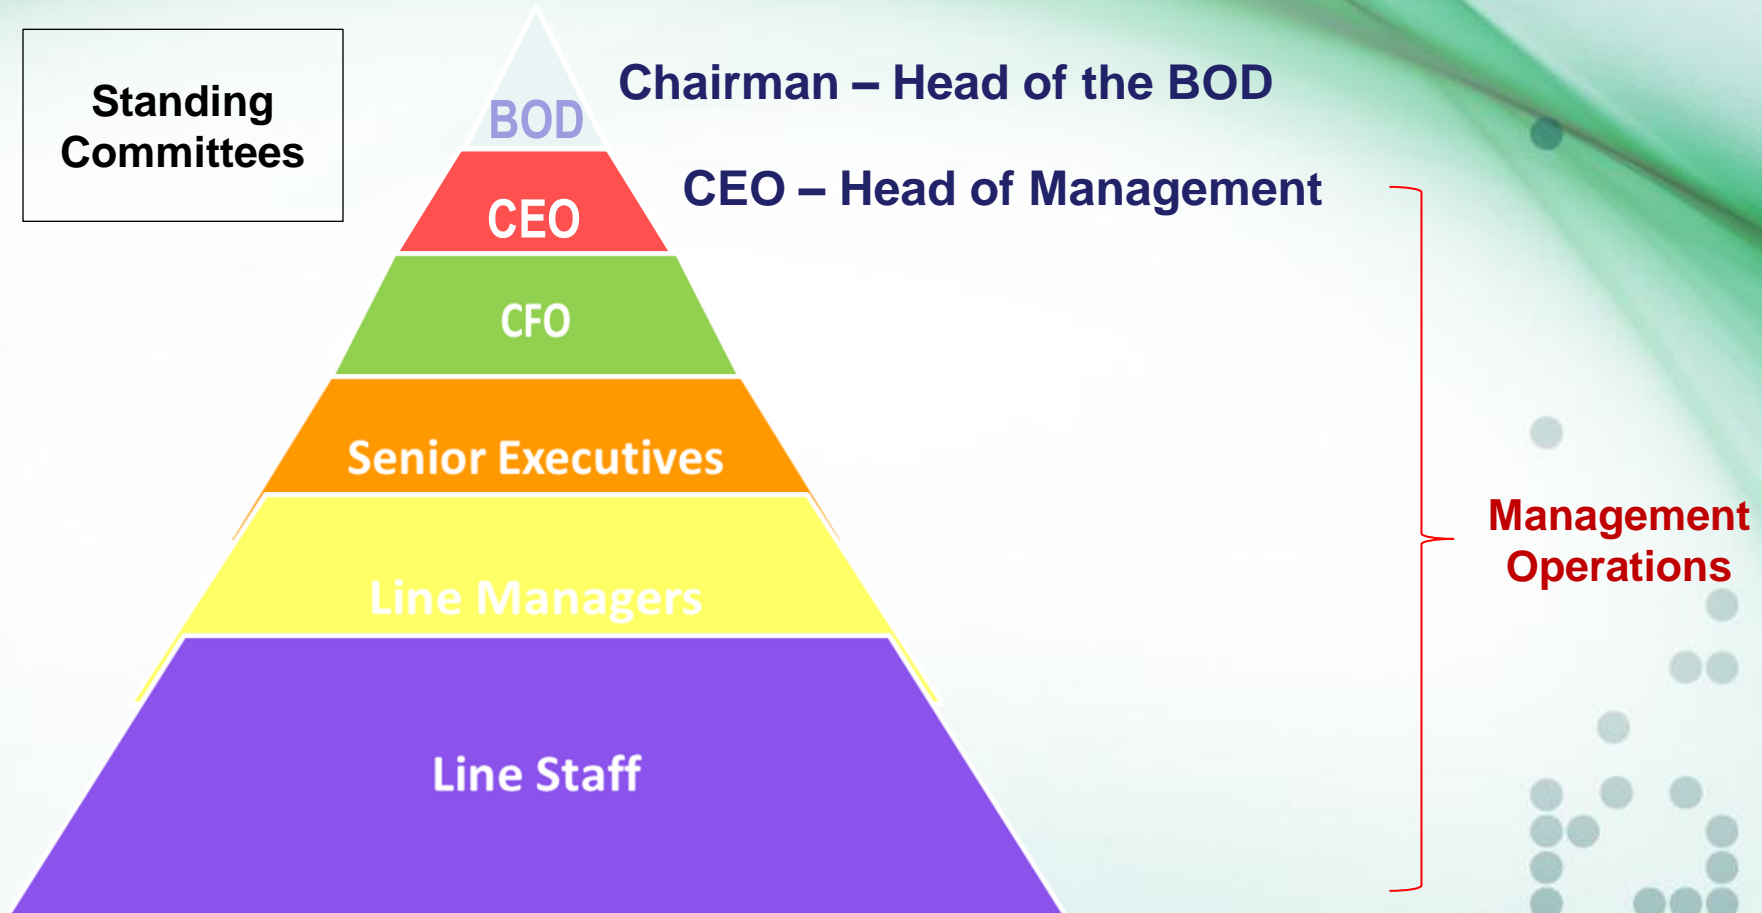 Standing
Committees
Chairman – Head of the BOD
BOD
CEO – Head of Management
CEO
CFO
Senior Executives
Management
Operations
Line Managers
Line Staff